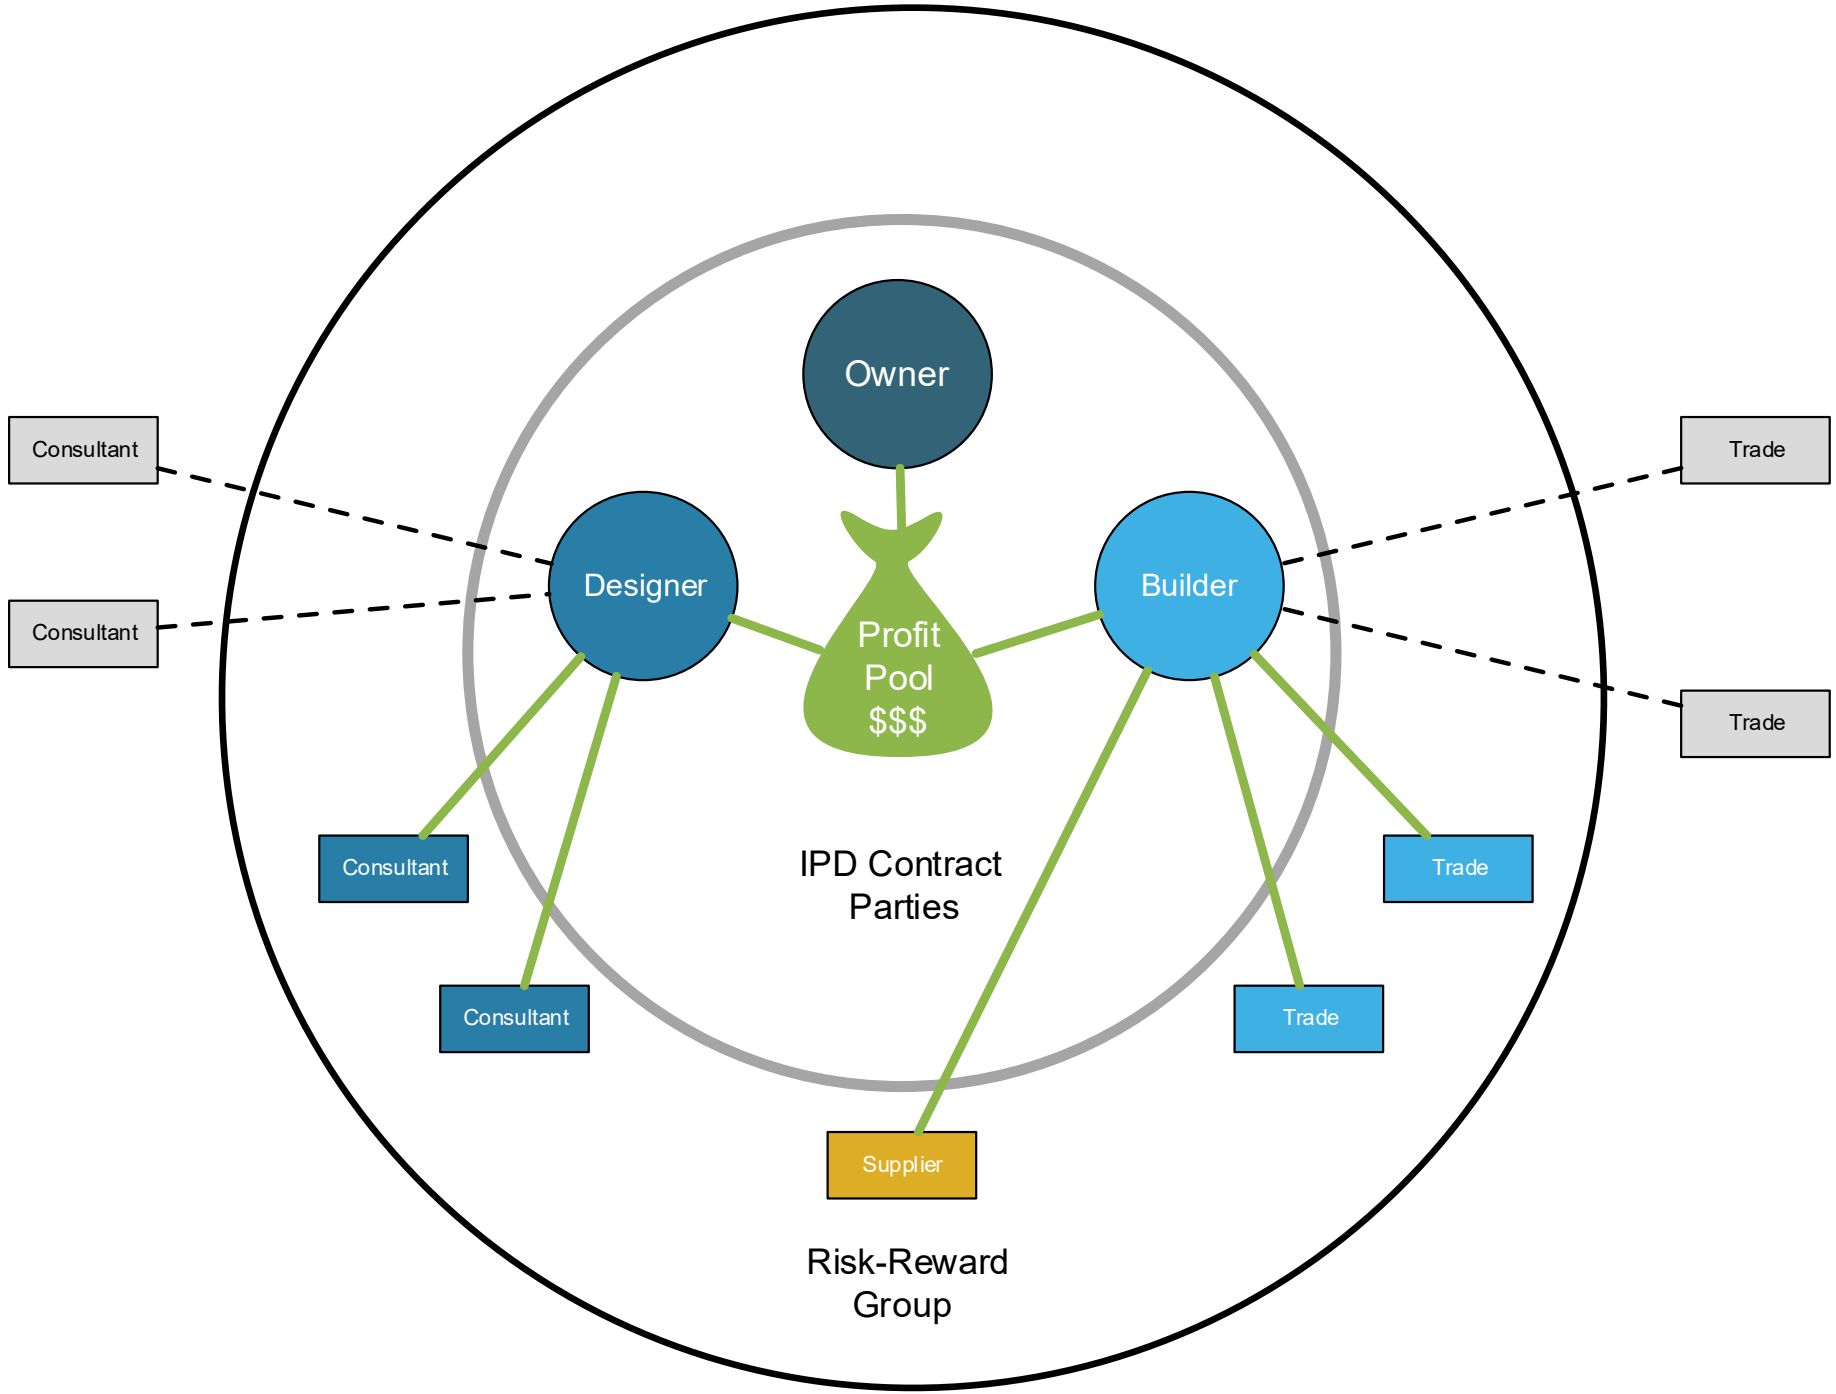 Owner
Consultant
Trade
Designer
Builder
Consultant
Profit
Pool
$$$
Trade
IPD Contract
Parties
Consultant
Trade
Consultant
Trade
Supplier
Risk-Reward
Group